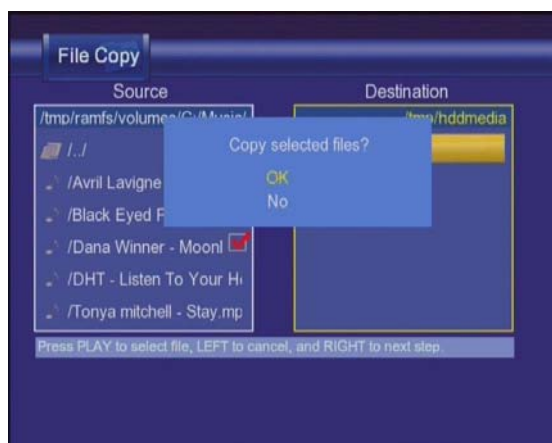 File Copy
Source
Destination
/tmp/ramfs/volumes/C:/Music/
/tmp/hddmedia
/../
/Avril Lavigne
/Black Eyed
/Dana Winner - Moonl
/DHT - Listen To Your
/Tonya mitchell - Stay.mp
Copy selected files?
OK
No
Press PLAY to select file, LEFT to cancel, and RIGHT to next step.